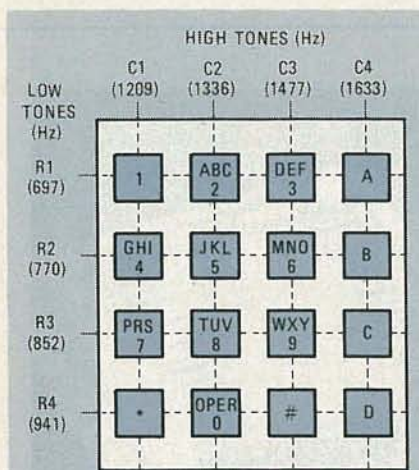 HIGH TONES (Hz)
C1 C2 C3 C4
(1209) (1336) (1477) (1633)
LOW
TONES
(Hz)
R1
(697)
1
ABC
2
DEF
3
A
R2
(770)
GHI
4
JKL
5
MNO
6
B
R3
(852)
PRS
7
TUV
8
WXY
9
C
R4
(941)
*
OPER
0
#
D